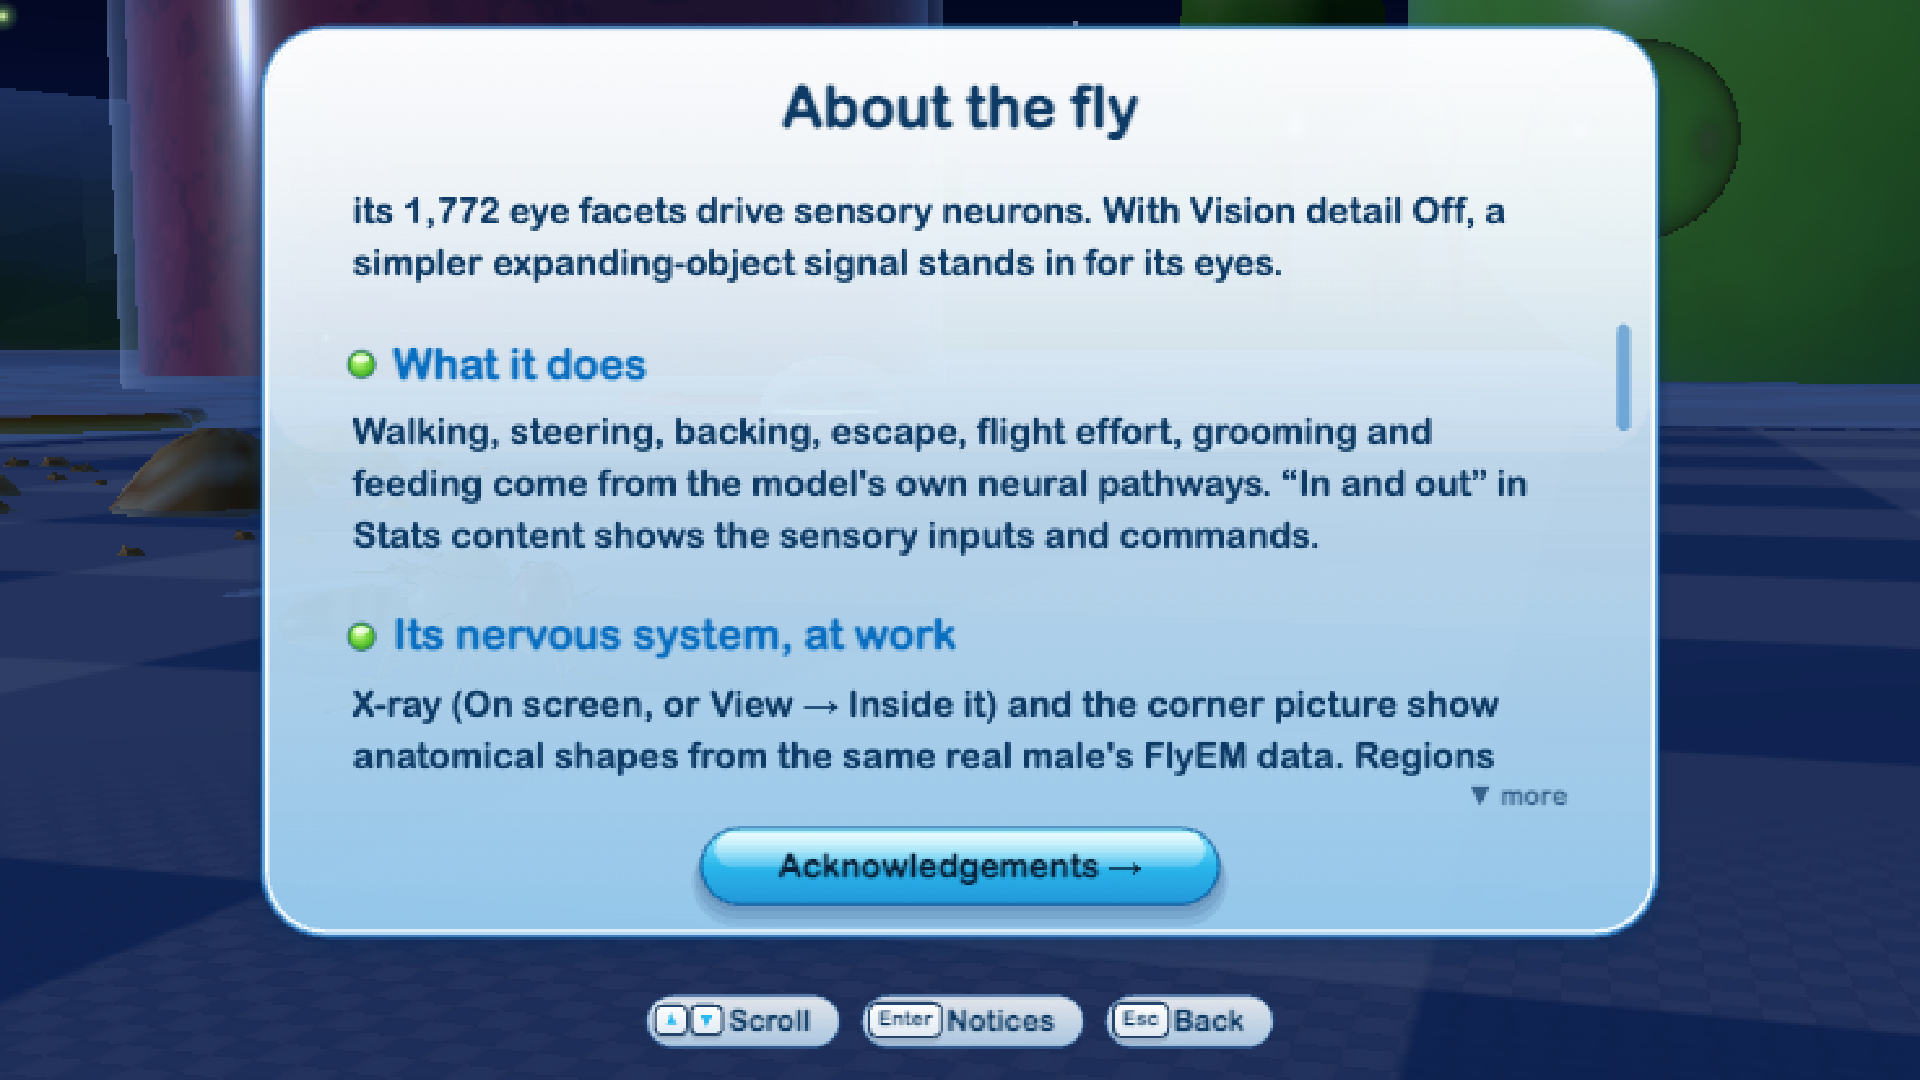 About the fly
its 1,772 eye facets drive sensory neurons. With Vision detail Off, a
simpler expanding-object signal stands in for its eyes.
What it does
Walking, steering, backing, escape, flight effort, grooming and
feeding come from the model's own neural pathways. “In and out” in
Stats content shows the sensory inputs and commands.
Its nervous system, at work
X-ray (On screen, or View → Inside it) and the corner picture show
anatomical shapes from the same real male's FlyEM data. Regions
▼ more
Acknowledgements →
▲ ▼ Scroll
Enter Notices
Esc Back